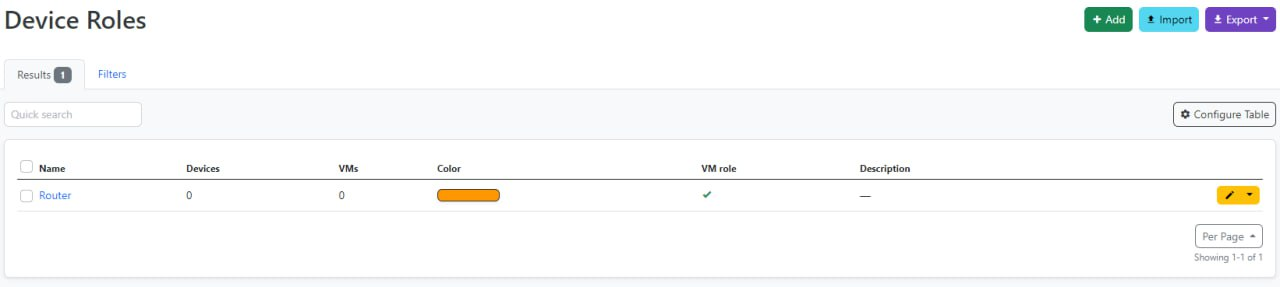 Device Roles
Add Import Export
Results 1 Filters
Quick search
Configure Table
Name Devices VMs Color VM role Description
Router 0 0 —
Per Page
Showing 1-1 of 1